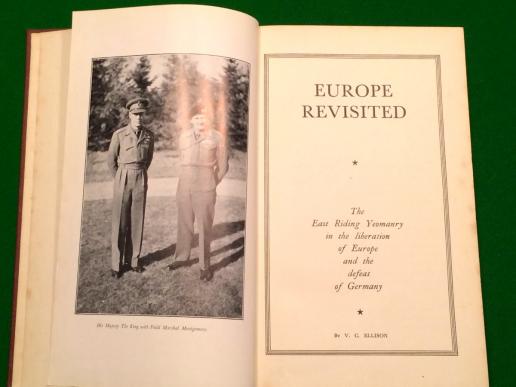 His Majesty The King with Field Marshal Montgomery.
EUROPE
REVISITED
The
East Riding Yeomanry
in the liberation
of Europe
and the
defeat
of Germany
By V. C. ELLISON